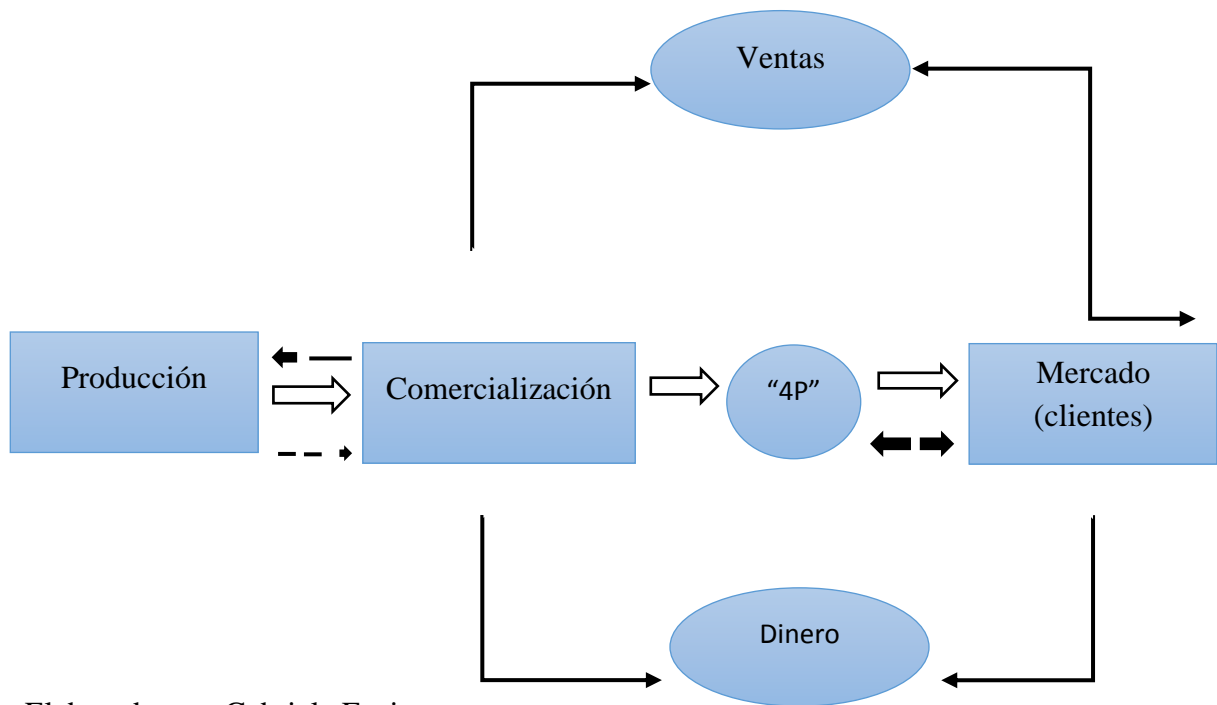 Ventas
Producción
Comercialización
“4P”
Mercado
(clientes)
Dinero